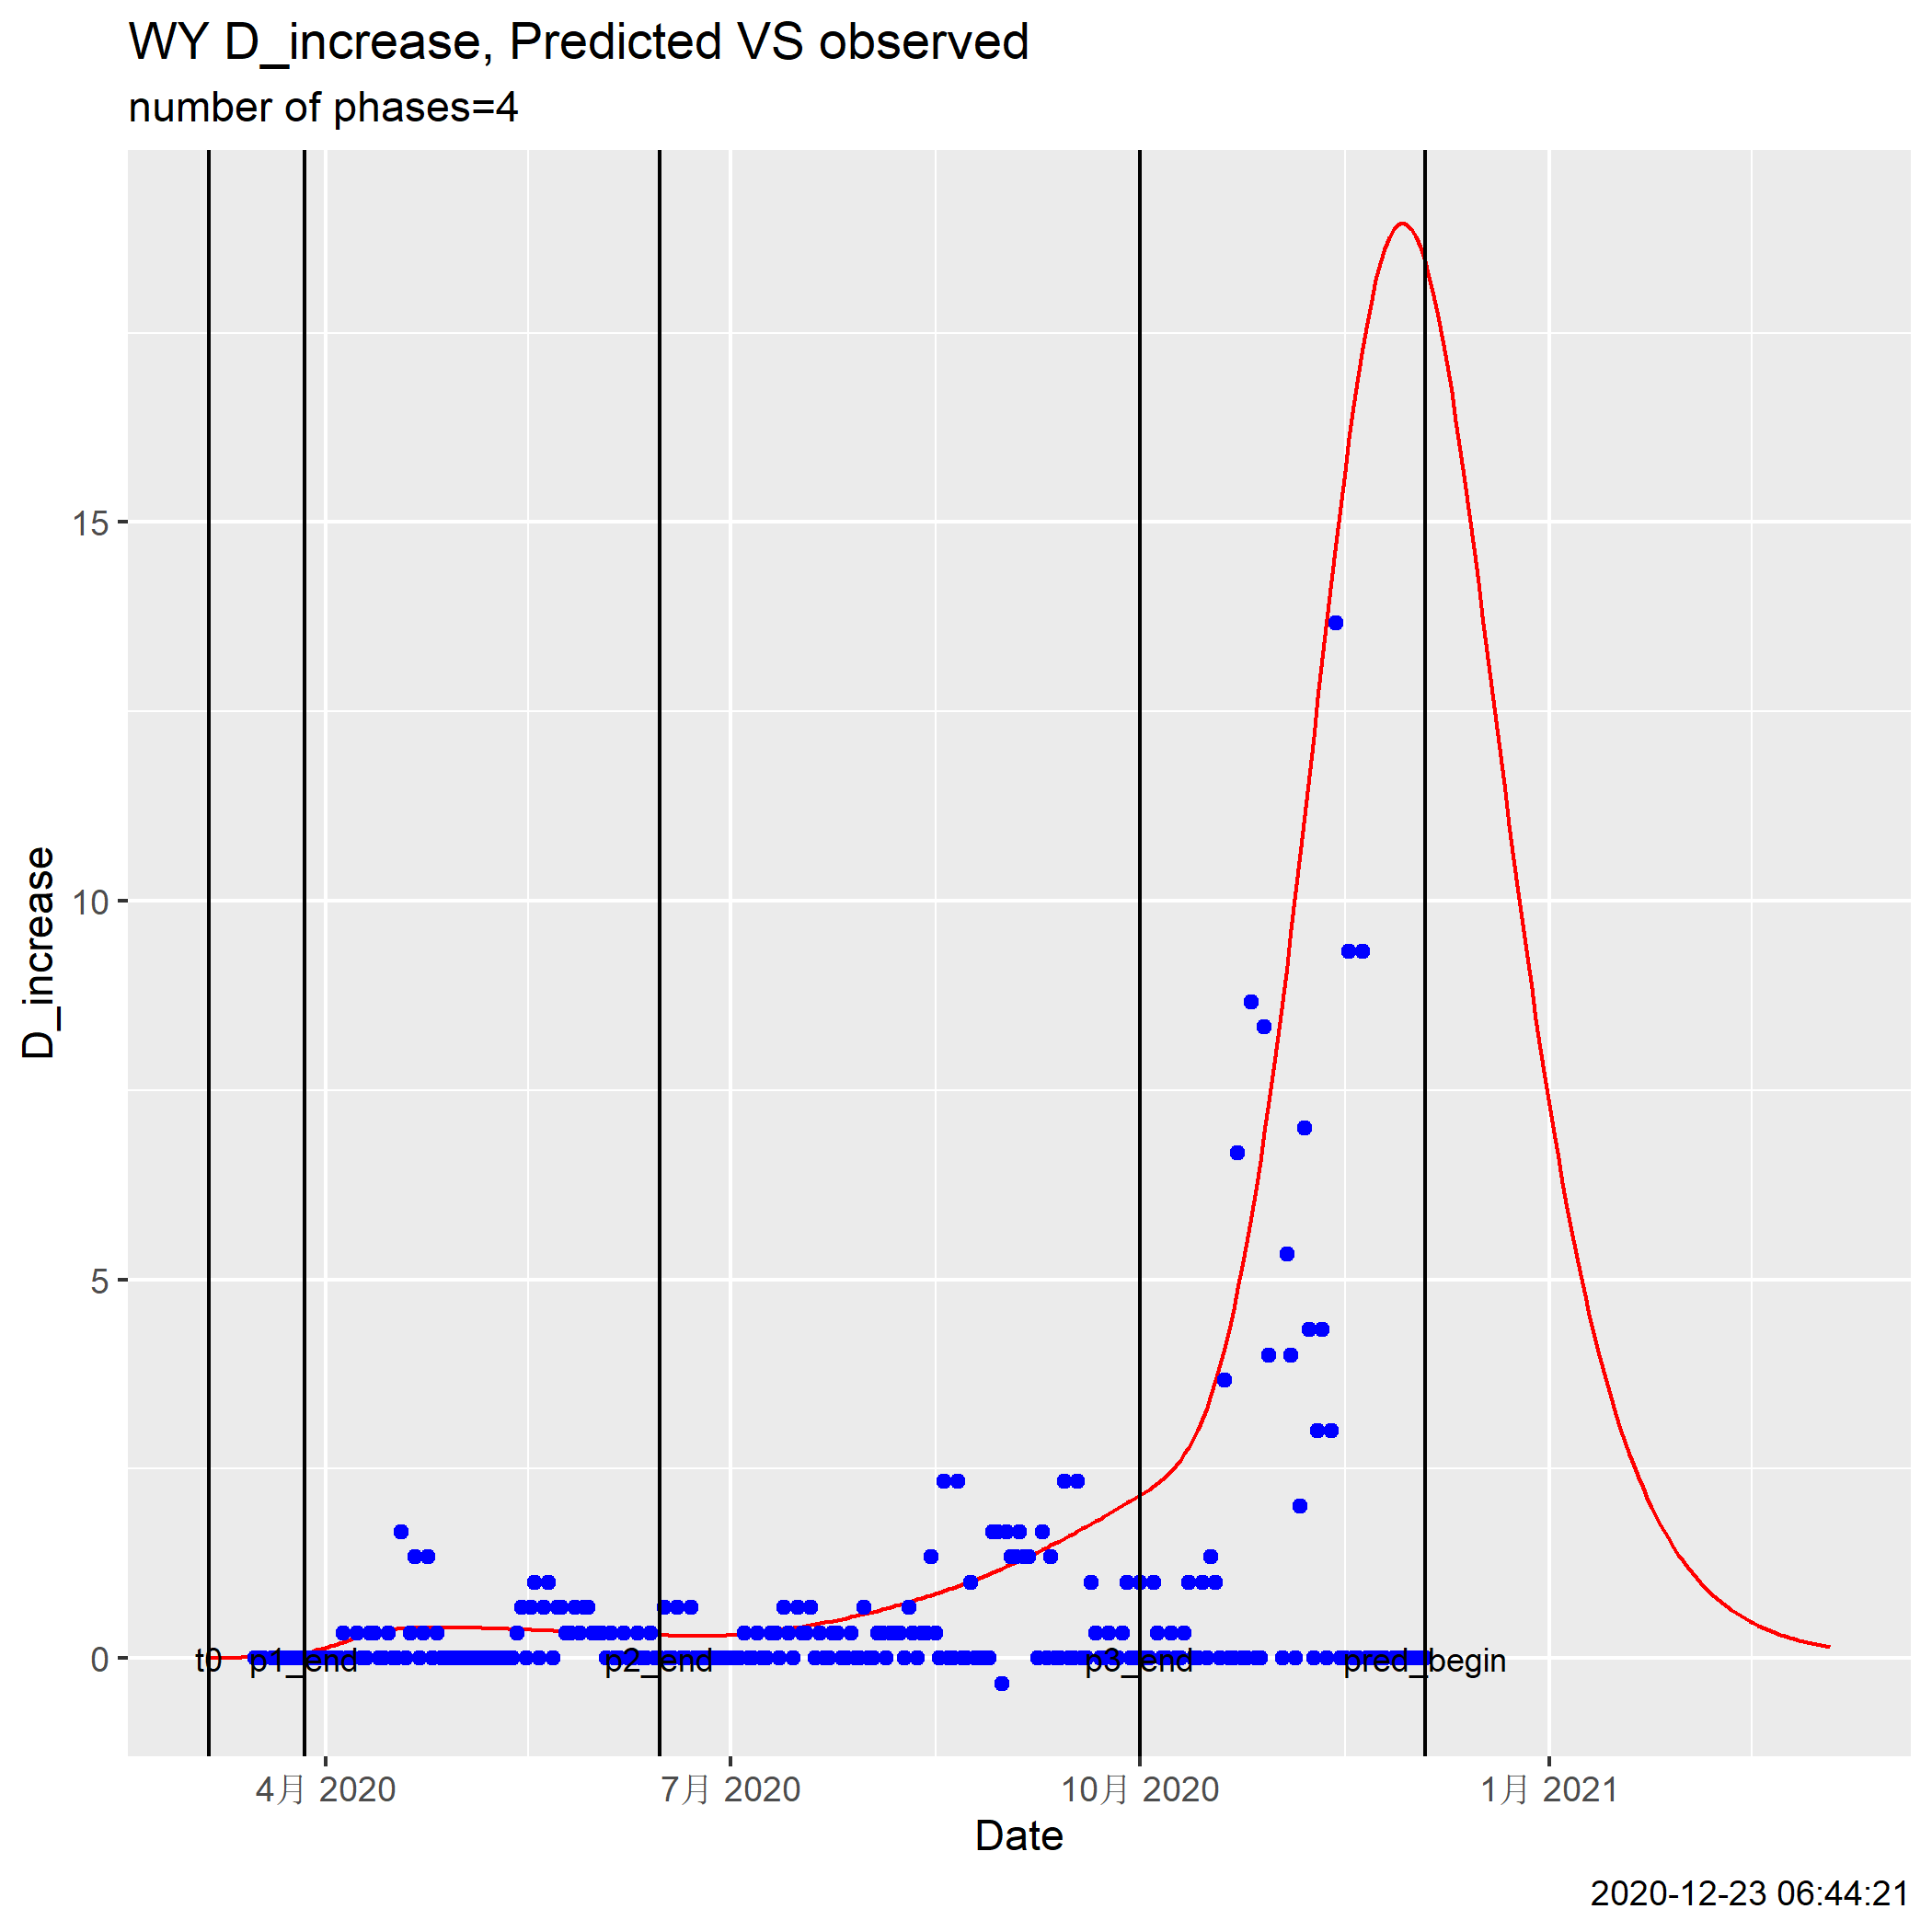 WY D_increase, Predicted VS observed
number of phases=4
D_increase
15
10
5
0
t0 p1_end p2_end p3_end pred_begin
4月 2020 7月 2020 10月 2020 1月 2021
Date
2020-12-23 06:44:21